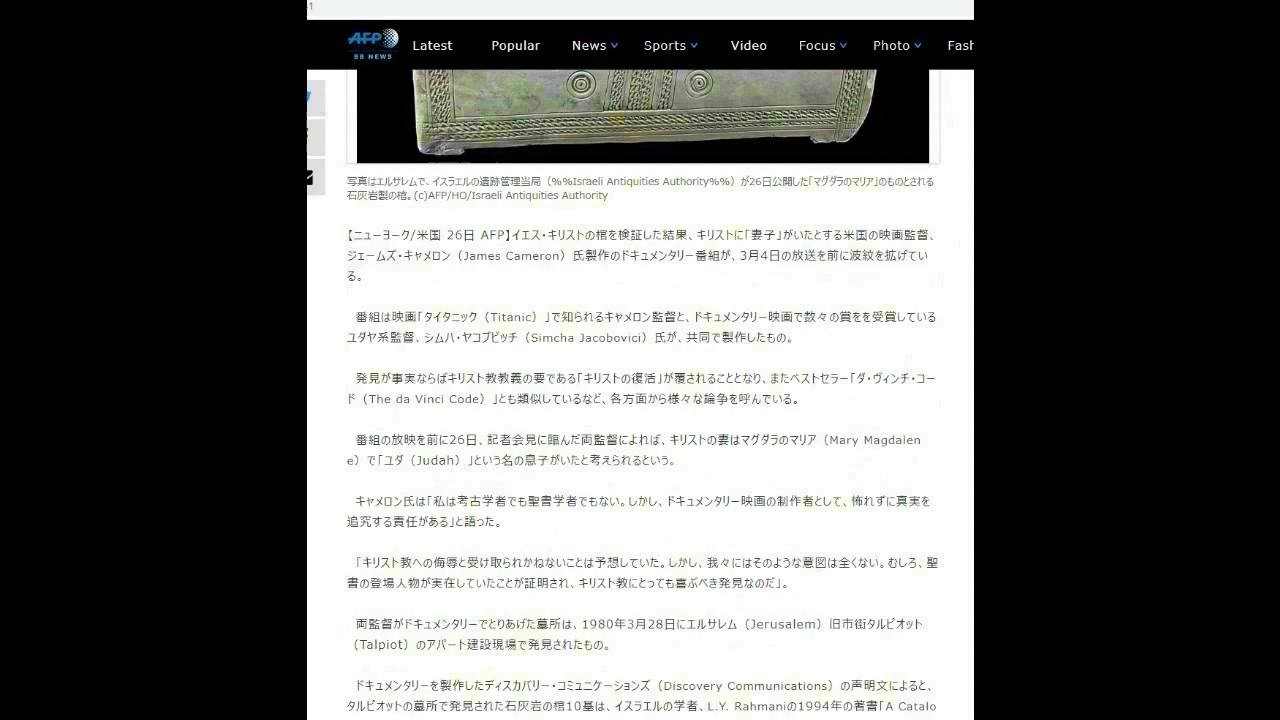 -1
AFP
BB NEWS
Latest Popular News Sports Video Focus Photo Fash
写真はエルサレムで、イスラエルの遺跡管理当局（%%Israeli Antiquities Authority%%）が26日公開した「マグダラのマリア」のものとされる
石灰岩製の棺。(c)AFP/HO/Israeli Antiquities Authority
【ニューヨーク/米国 26日 AFP】イエス・キリストの棺を検証した結果、キリストに「妻子」がいたとする米国の映画監督、
ジェームズ・キャメロン（James Cameron）氏製作のドキュメンタリー番組が、3月4日の放送を前に波紋を拡げてい
る。
番組は映画「タイタニック（Titanic）」で知られるキャメロン監督と、ドキュメンタリー映画で数々の賞をを受賞している
ユダヤ系監督、シムハ・ヤコブビッチ（Simcha Jacobovici）氏が、共同で製作したもの。
発見が事実ならばキリスト教教義の要である「キリストの復活」が覆されることとなり、またベストセラー「ダ・ヴィンチ・コー
ド（The da Vinci Code）」とも類似しているなど、各方面から様々な論争を呼んでいる。
番組の放映を前に26日、記者会見に臨んだ両監督によれば、キリストの妻はマグダラのマリア（Mary Magdalen
e）で「ユダ（Judah）」という名の息子がいたと考えられるという。
キャメロン氏は「私は考古学者でも聖書学者でもない。しかし、ドキュメンタリー映画の制作者として、怖れずに真実を
追究する責任がある」と語った。
「キリスト教への侮辱と受け取られかねないことは予想していた。しかし、我々にはそのような意図は全くない。むしろ、聖
書の登場人物が実在していたことが証明され、キリスト教にとっても喜ぶべき発見なのだ」。
両監督がドキュメンタリーでとりあげた墓所は、1980年3月28日にエルサレム（Jerusalem）旧市街タルピオット
（Talpiot）のアパート建設現場で発見されたもの。
ドキュメンタリーを製作したディスカバリー・コミュニケーションズ（Discovery Communications）の声明文によると、
タルピオットの墓所で発見された石灰岩の棺10基は、イスラエルの学者、L.Y. Rahmaniの1994年の著書「A Catalo